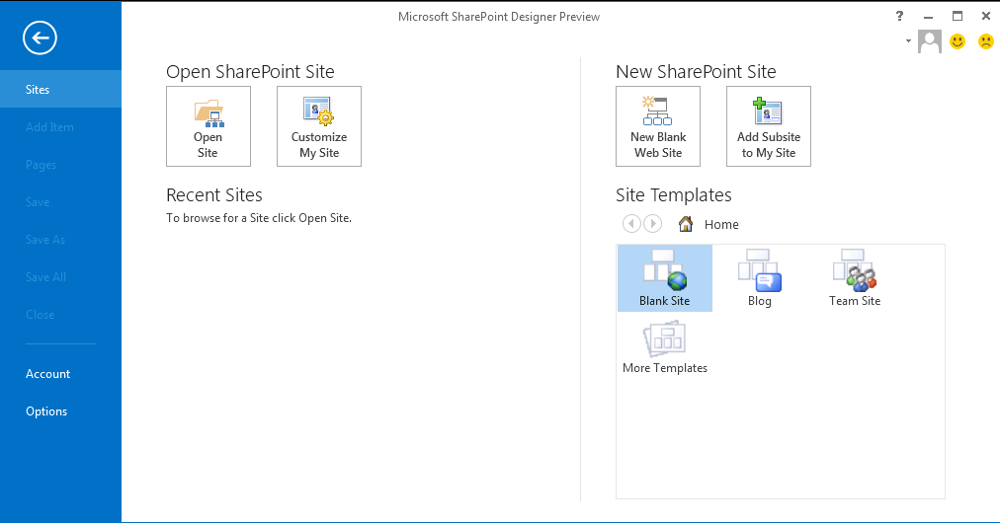 Microsoft SharePoint Designer Preview
?
Sites
Add Item
Pages
Save
Save As
Save All
Close
Account
Options
Open SharePoint Site
Open
Site
Customize
My Site
Recent Sites
To browse for a Site click Open Site.
New SharePoint Site
New Blank
Web Site
Add Subsite
to My Site
Site Templates
Home
Blank Site
Blog
Team Site
More Templates